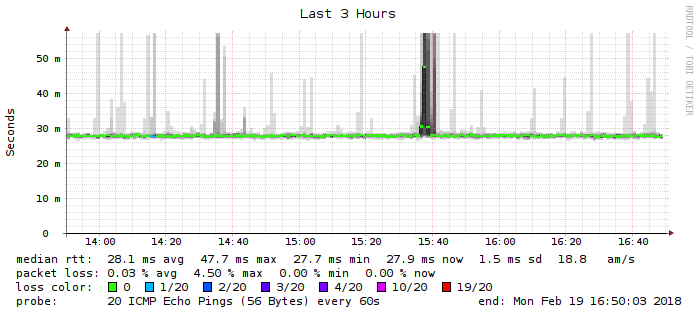 Last 3 Hours
RRDTOOL / TOBI OETIKER
Seconds
50 m
40 m
30 m
20 m
10 m
0
14:00 14:20 14:40 15:00 15:20 15:40 16:00 16:20 16:40
median rtt: 28.1 ms avg 47.7 ms max 27.7 ms min 27.9 ms now 1.5 ms sd 18.8 am/s
packet loss: 0.03 % avg 4.50 % max 0.00 % min 0.00 % now
loss color: 0 1/20 2/20 3/20 4/20 10/20 19/20
probe: 20 ICMP Echo Pings (56 Bytes) every 60s end: Mon Feb 19 16:50:03 2018